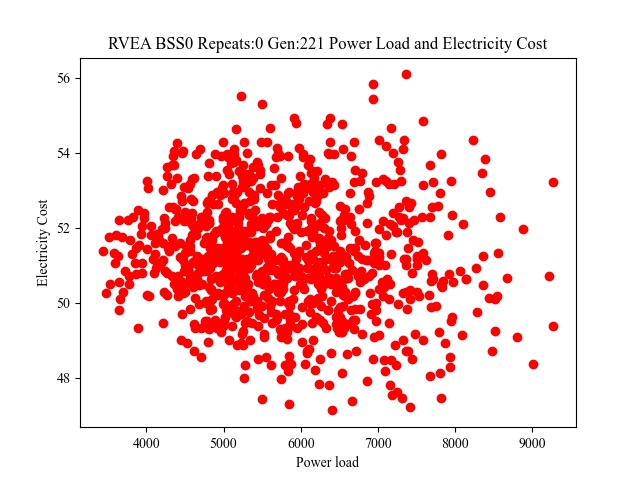 RVEA BSS0 Repeats:0 Gen:221 Power Load and Electricity Cost
Electricity Cost
56
54
52
50
48
4000 5000 6000 7000 8000 9000
Power load